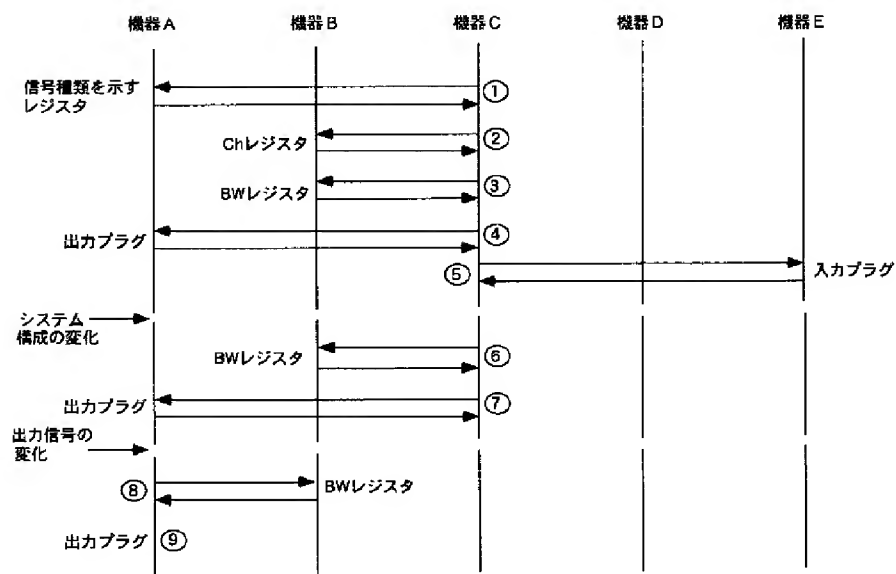 機器A
機器B
機器C
機器D
機器E
信号種類を示す
レジスタ
①
Chレジスタ
②
BWレジスタ
③
出力プラグ
④
⑤
入力プラグ
システム
構成の変化
BWレジスタ
⑥
出力プラグ
⑦
出力信号の
変化
⑧
BWレジスタ
出力プラグ
⑨